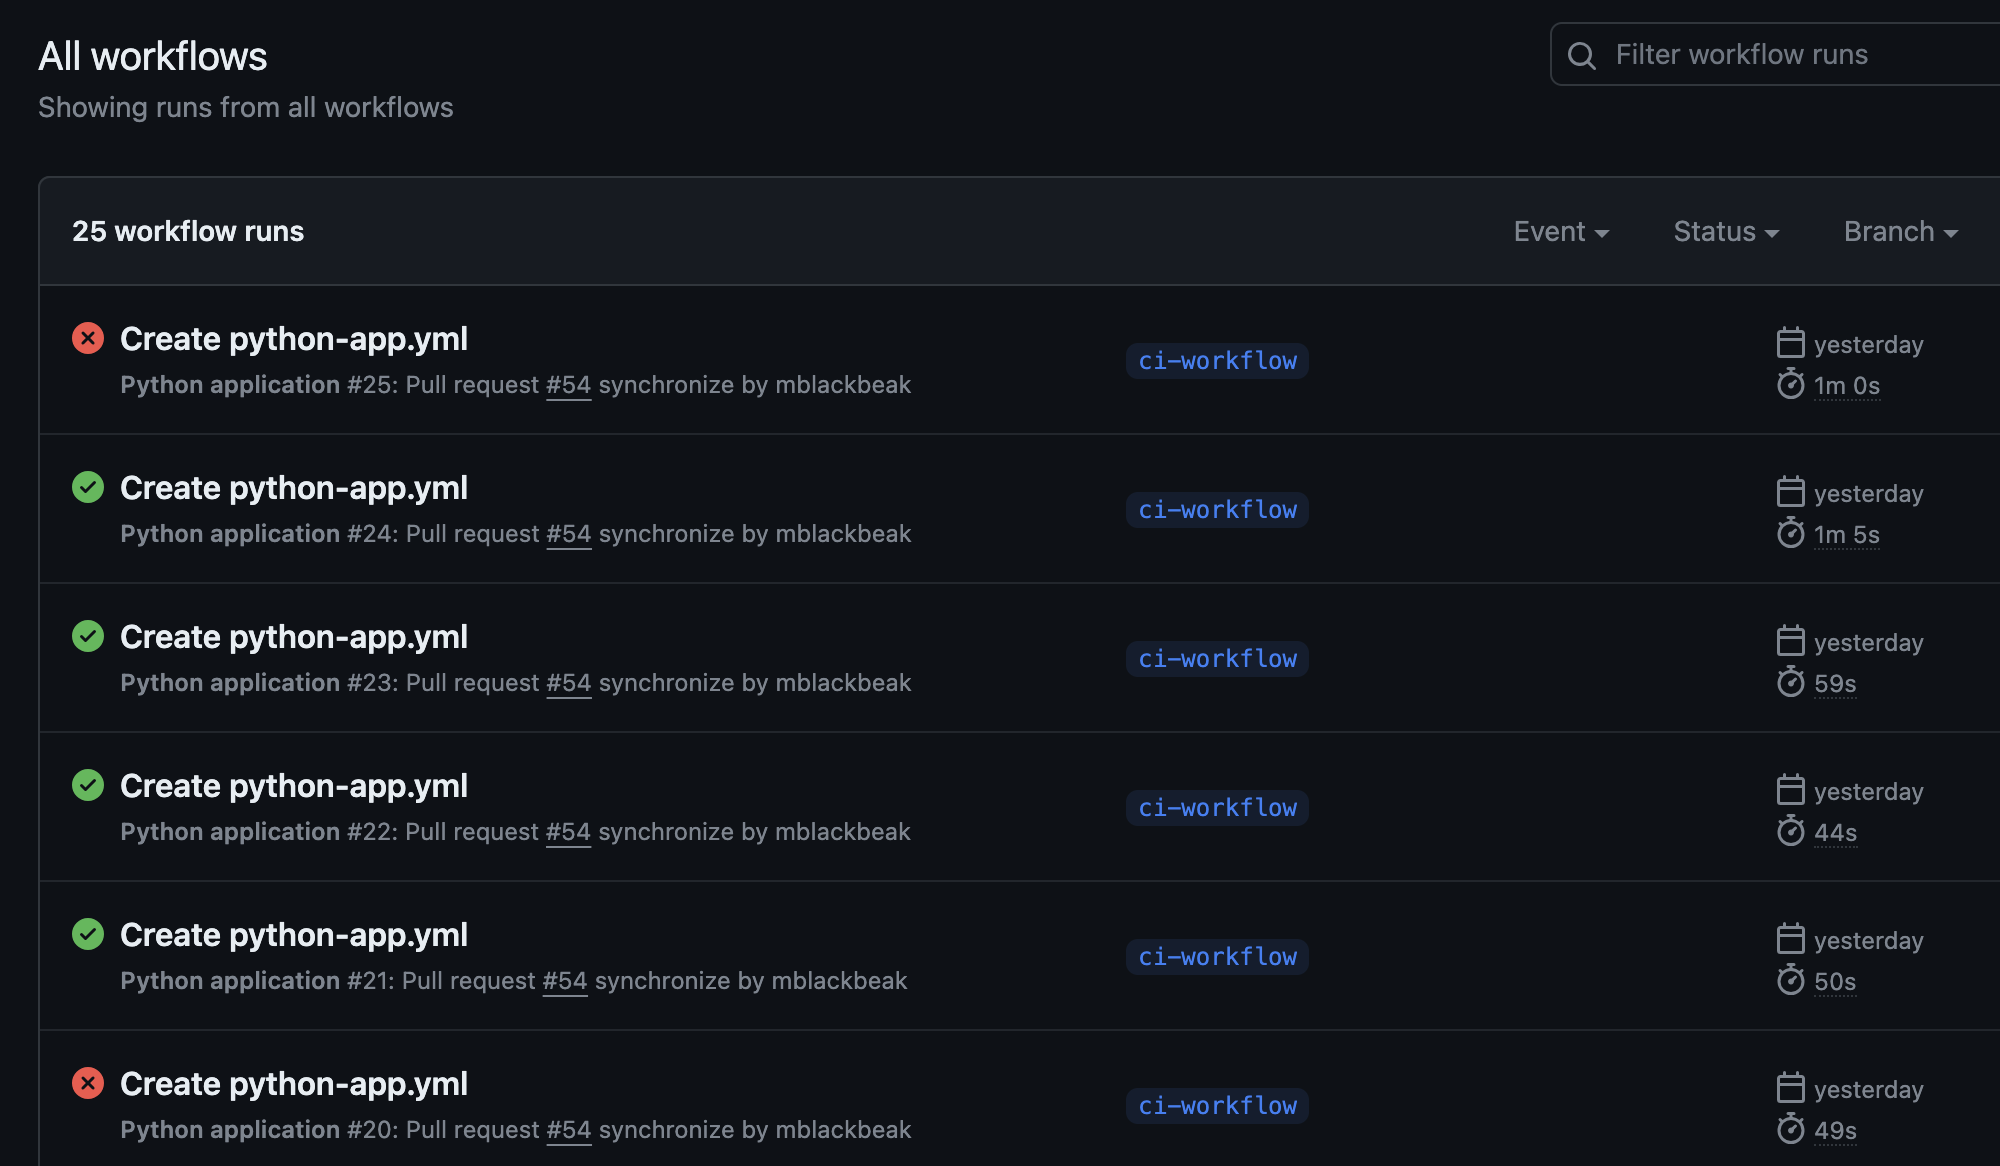 All workflows
Filter workflow runs
Showing runs from all workflows
25 workflow runs
Event
Status
Branch
Create python-app.yml
Python application #25: Pull request #54 synchronize by mblackbeak
ci-workflow
yesterday
1m 0s
Create python-app.yml
Python application #24: Pull request #54 synchronize by mblackbeak
ci-workflow
yesterday
1m 5s
Create python-app.yml
Python application #23: Pull request #54 synchronize by mblackbeak
ci-workflow
yesterday
59s
Create python-app.yml
Python application #22: Pull request #54 synchronize by mblackbeak
ci-workflow
yesterday
44s
Create python-app.yml
Python application #21: Pull request #54 synchronize by mblackbeak
ci-workflow
yesterday
50s
Create python-app.yml
Python application #20: Pull request #54 synchronize by mblackbeak
ci-workflow
yesterday
49s